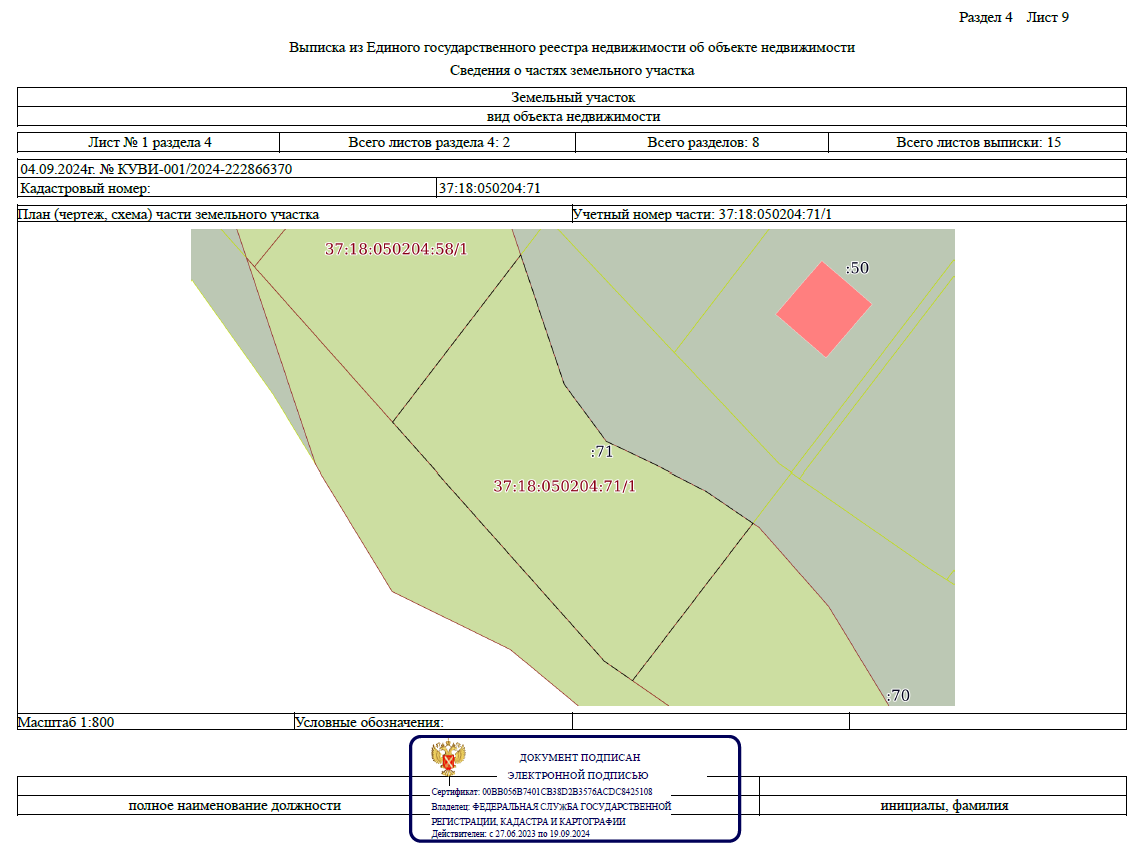 Раздел 4 Лист 9
Выписка из Единого государственного реестра недвижимости об объекте недвижимости
Сведения о частях земельного участка
Земельный участок
вид объекта недвижимости
Лист № 1 раздела 4 Всего листов раздела 4: 2 Всего разделов: 8 Всего листов выписки: 15
04.09.2024г. № КУВИ-001/2024-222866370
Кадастровый номер: 37:18:050204:71
План (чертеж, схема) части земельного участка Учетный номер части: 37:18:050204:71/1
37:18:050204:58/1
:50
:71
37:18:050204:71/1
:70
Масштаб 1:800 Условные обозначения:
ДОКУМЕНТ ПОДПИСАН
ЭЛЕКТРОННОЙ ПОДПИСЬЮ
Сертификат: 00BB056B7401CB38D2B3576ACDC8425108
Владелец: ФЕДЕРАЛЬНАЯ СЛУЖБА ГОСУДАРСТВЕННОЙ
РЕГИСТРАЦИИ, КАДАСТРА И КАРТОГРАФИИ
Действителен: с 27.06.2023 по 19.09.2024
полное наименование должности инициалы, фамилия